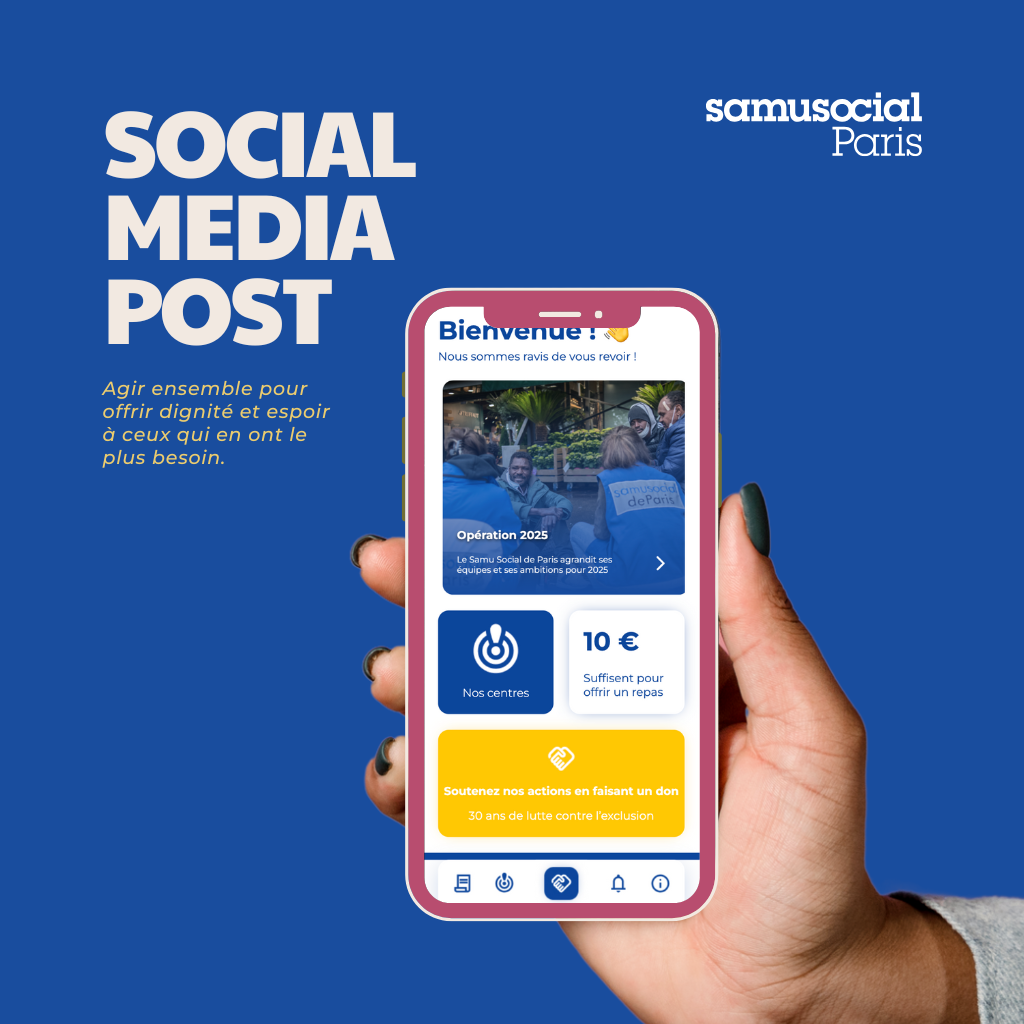 SOCIAL
MEDIA
POST
Agir ensemble pour
offrir dignité et espoir
à ceux qui en ont le
plus besoin.
samusocial
Paris
Bienvenue ! 👋
Nous sommes ravis de vous revoir !
samusocial
de Paris
Opération 2025
Le Samu Social de Paris agrandit ses
équipes et ses ambitions pour 2025
Nos centres
10 €
Suffisent pour
offrir un repas
Soutenez nos actions en faisant un don
30 ans de lutte contre l'exclusion